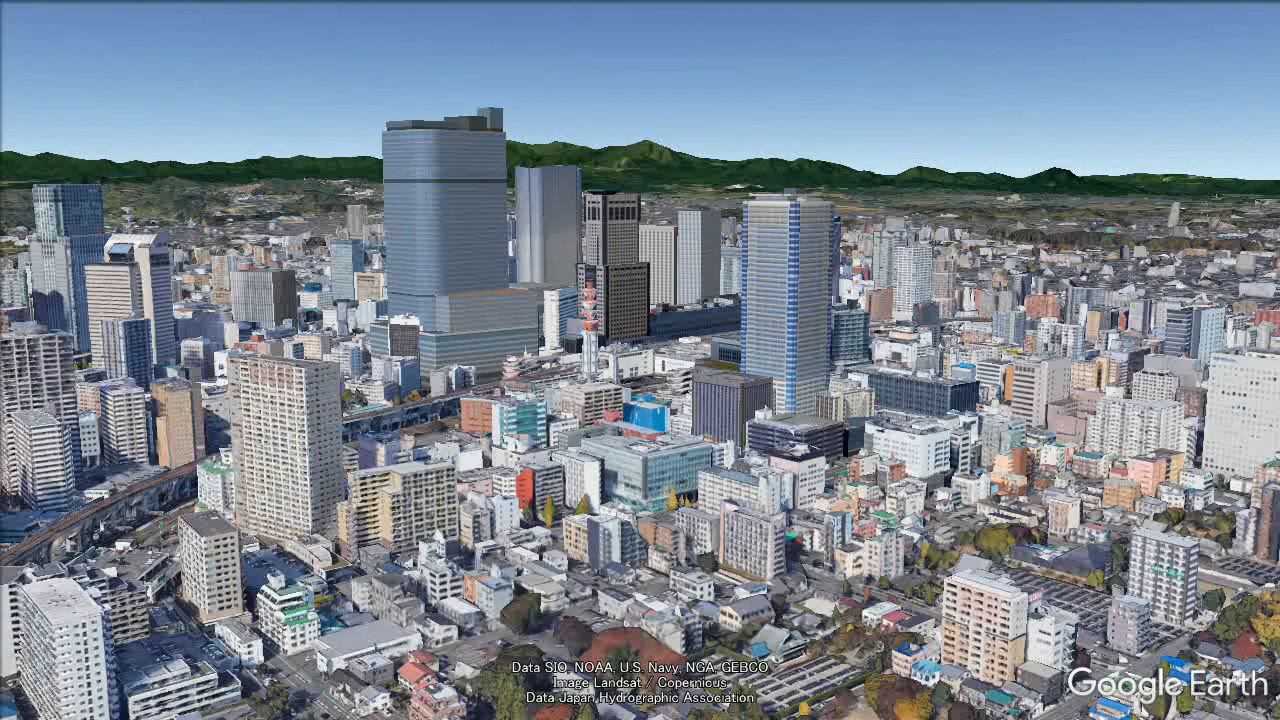 Data SIO, NOAA, U.S. Navy, NGA, GEBCO
Image Landsat / Copernicus
Data Japan Hydrographic Association
Google Earth